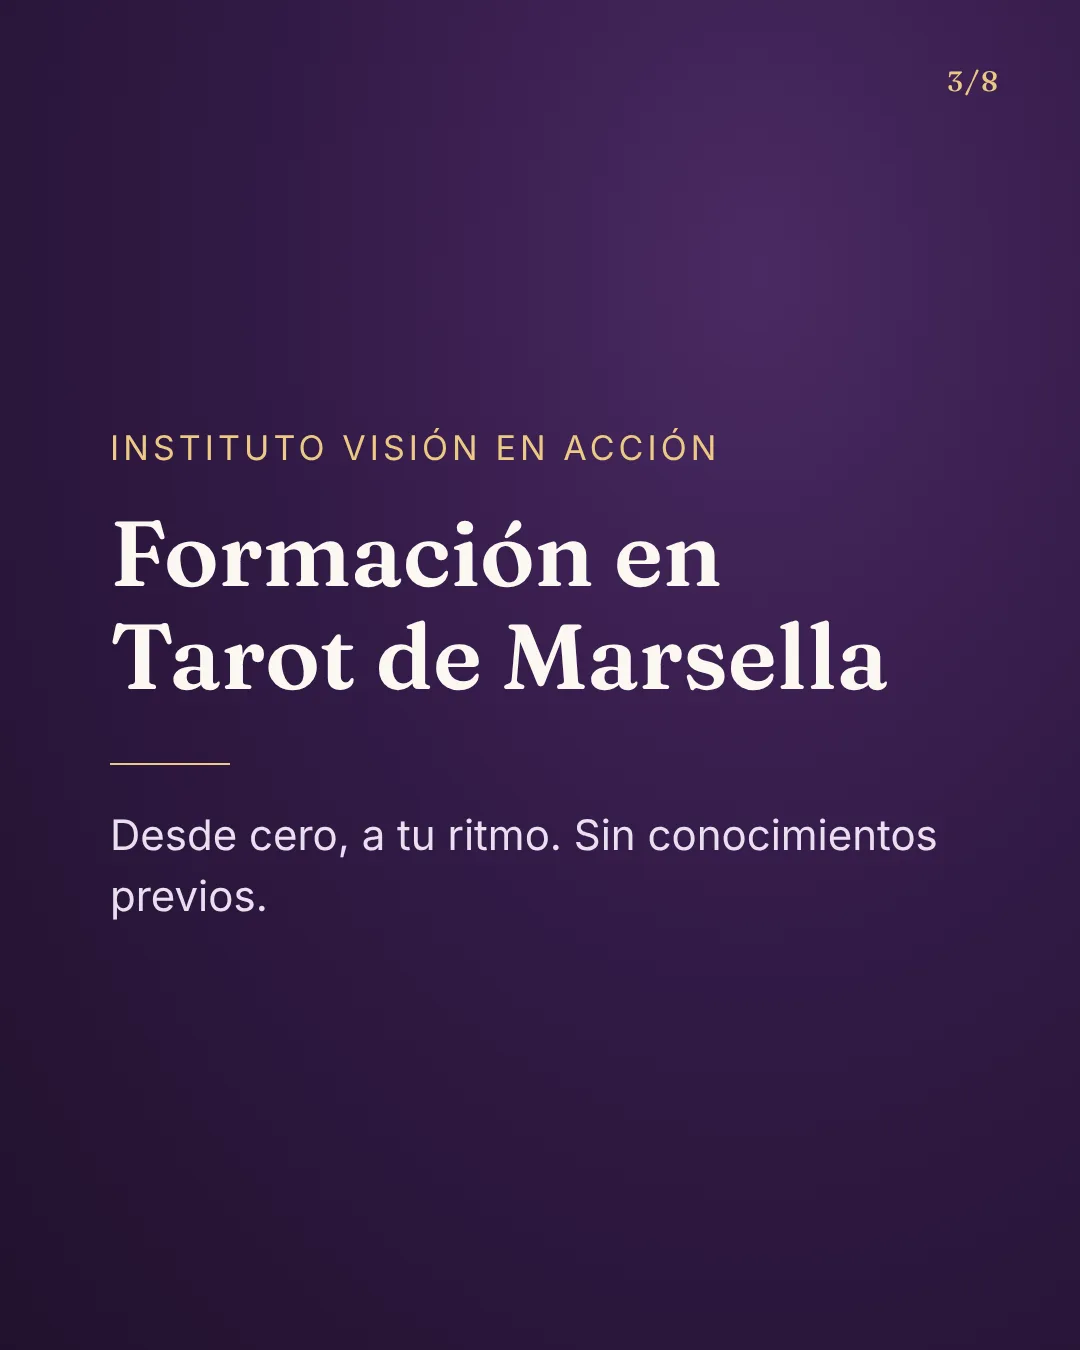 3/8
INSTITUTO VISIÓN EN ACCIÓN
Formación en
Tarot de Marsella
Desde cero, a tu ritmo. Sin conocimientos
previos.